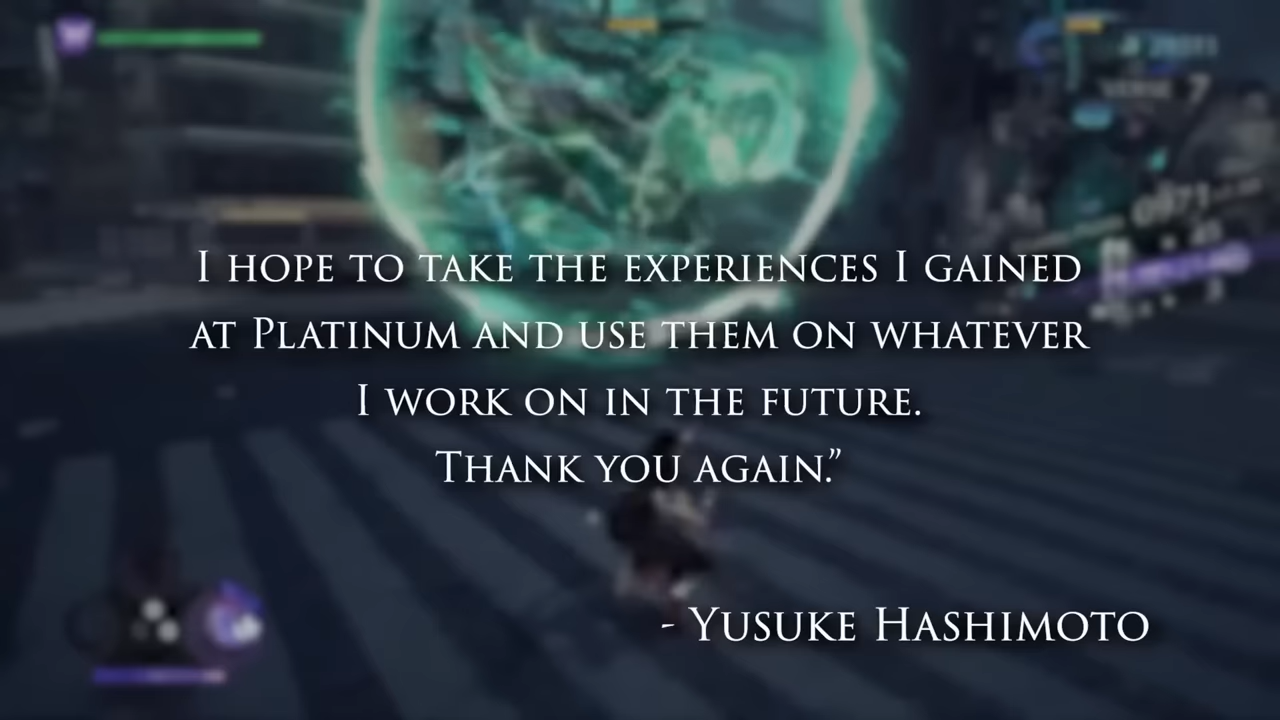 I hope to take the experiences I gained
at Platinum and use them on whatever
I work on in the future.
Thank you again.”
- Yusuke Hashimoto